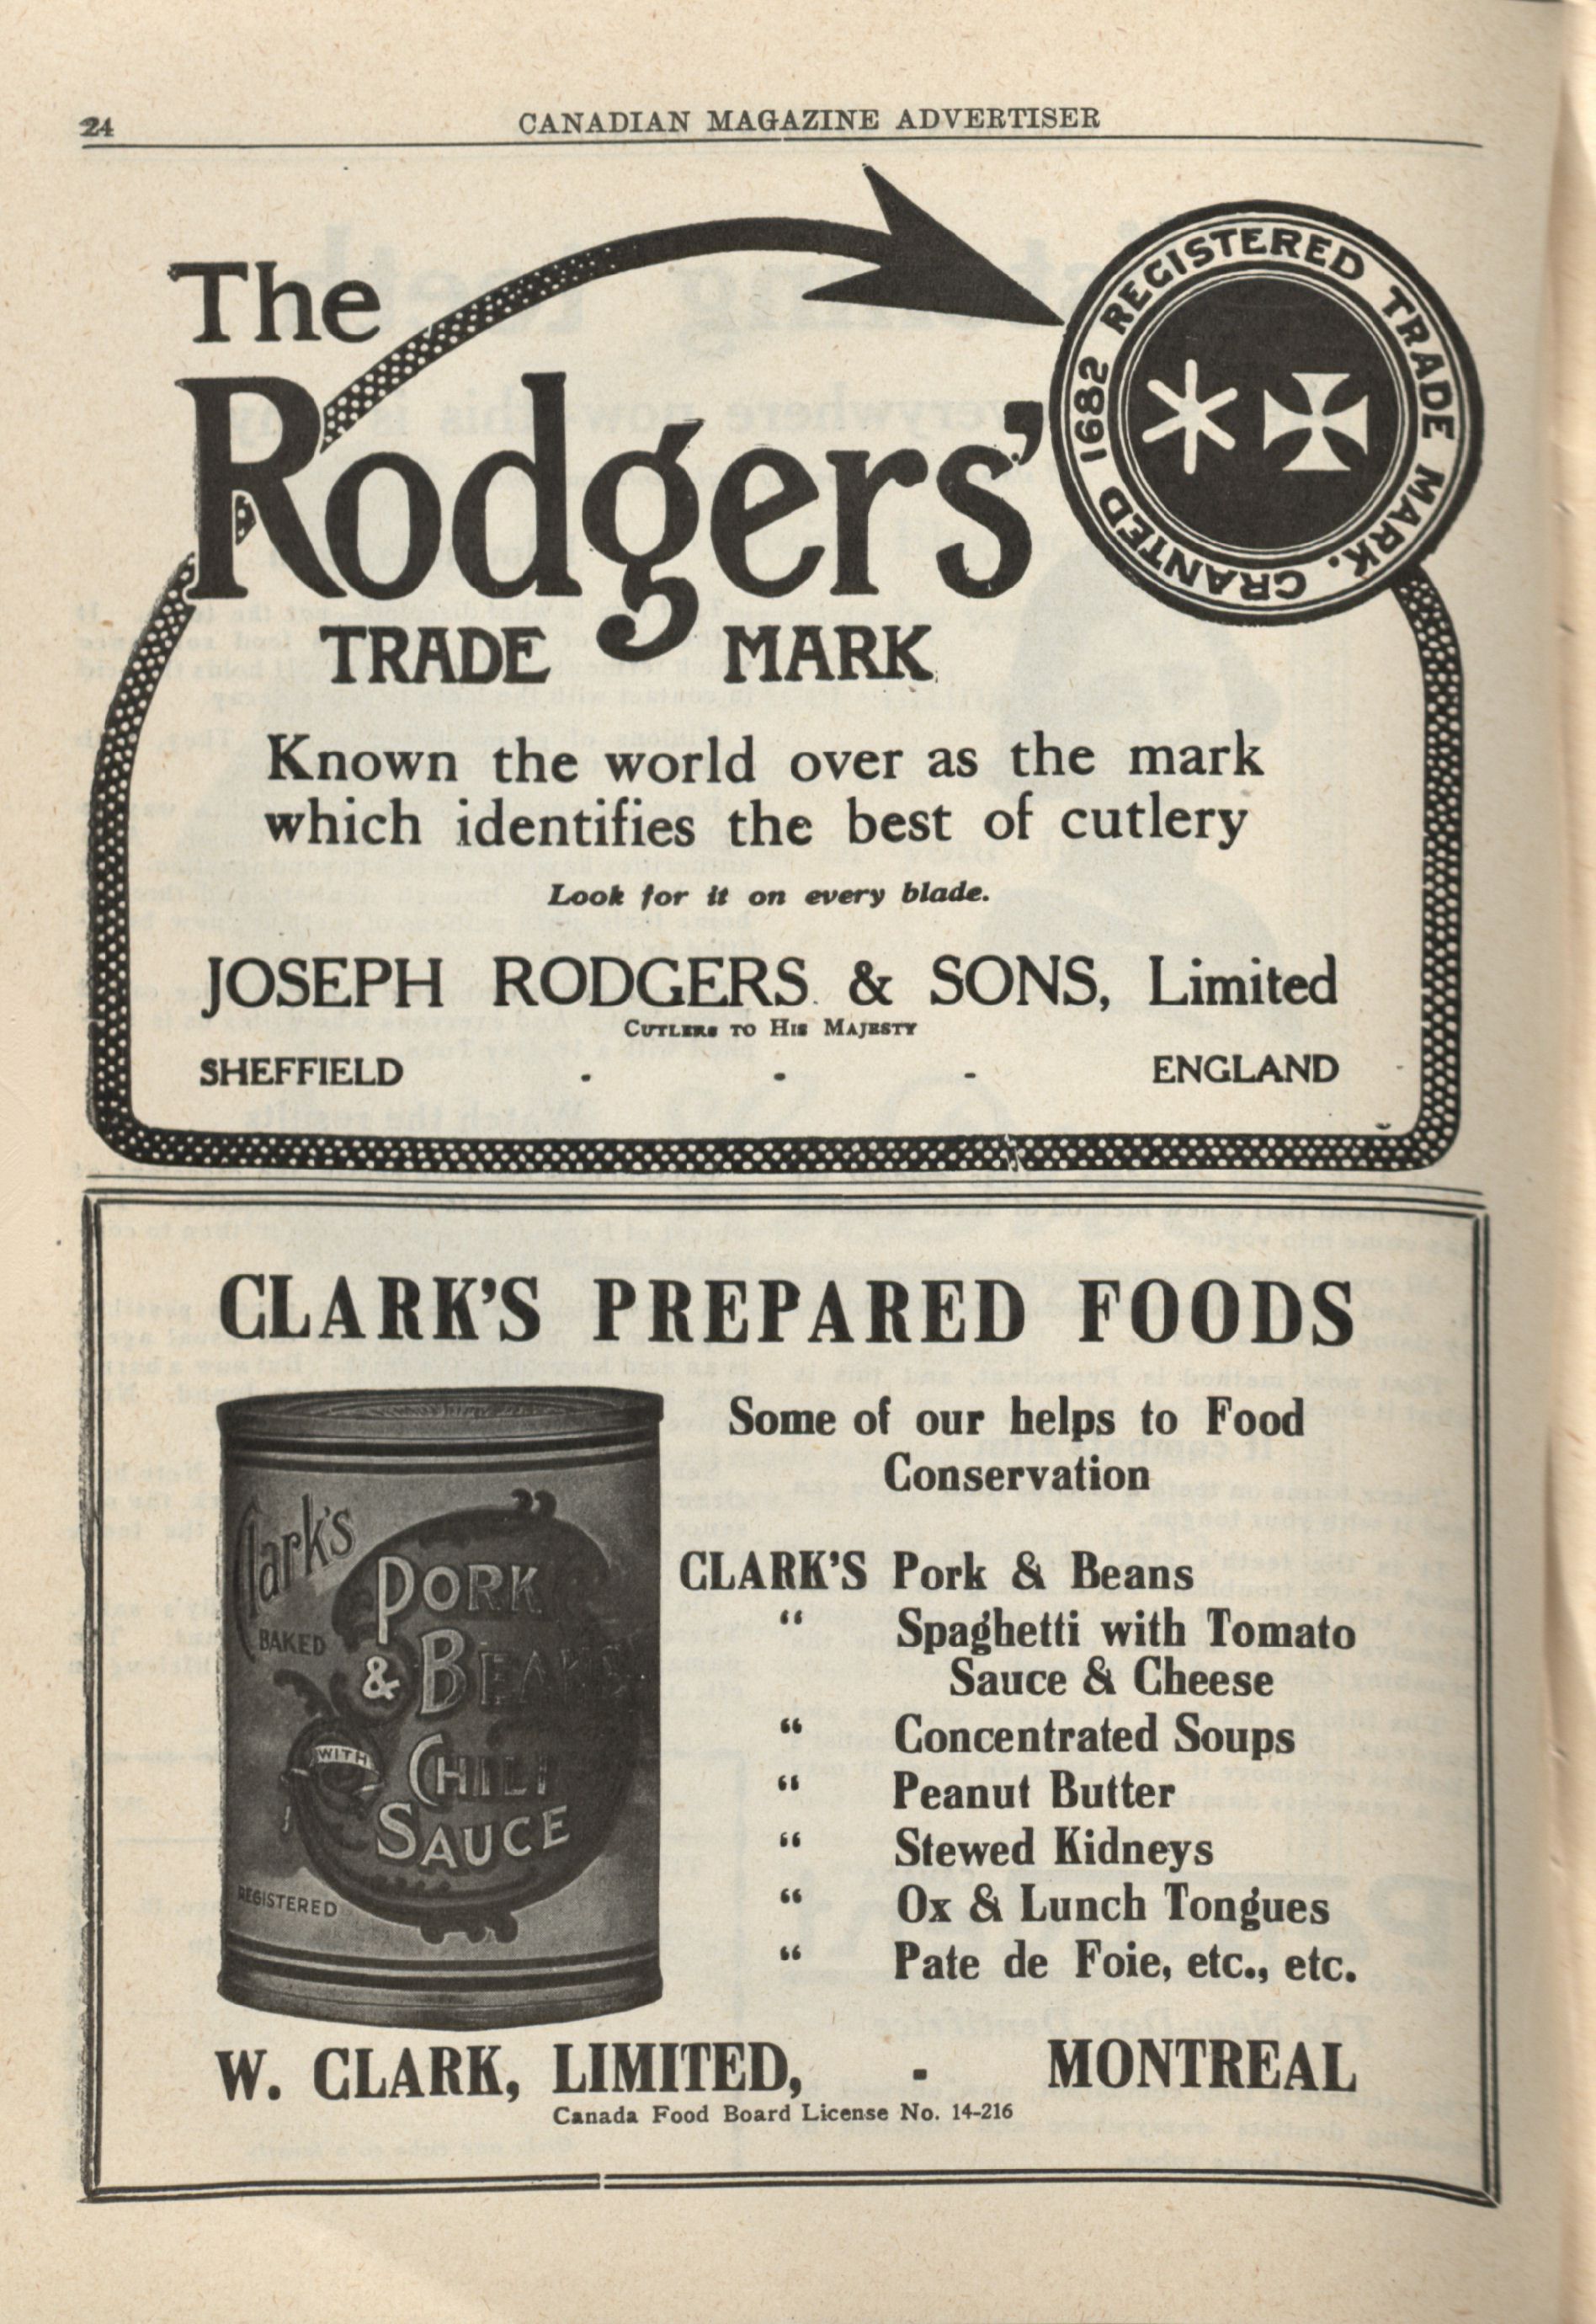 24
CANADIAN MAGAZINE ADVERTISER
The
Rodgers'
TRADE MARK
REGISTERED TRADE MARK. GRANTED 1682
Known the world over as the mark
which identifies the best of cutlery
Look for it on every blade.
JOSEPH RODGERS & SONS, Limited
CUTLERS TO HIS MAJESTY
SHEFFIELD - - - ENGLAND
CLARK'S PREPARED FOODS
Some of our helps to Food
Conservation
Clark's
BAKED
PORK
& BEANS
WITH
CHILI
SAUCE
REGISTERED
CLARK'S Pork & Beans
" Spaghetti with Tomato
Sauce & Cheese
" Concentrated Soups
" Peanut Butter
" Stewed Kidneys
" Ox & Lunch Tongues
" Pate de Foie, etc., etc.
W. CLARK, LIMITED, - MONTREAL
Canada Food Board License No. 14-216